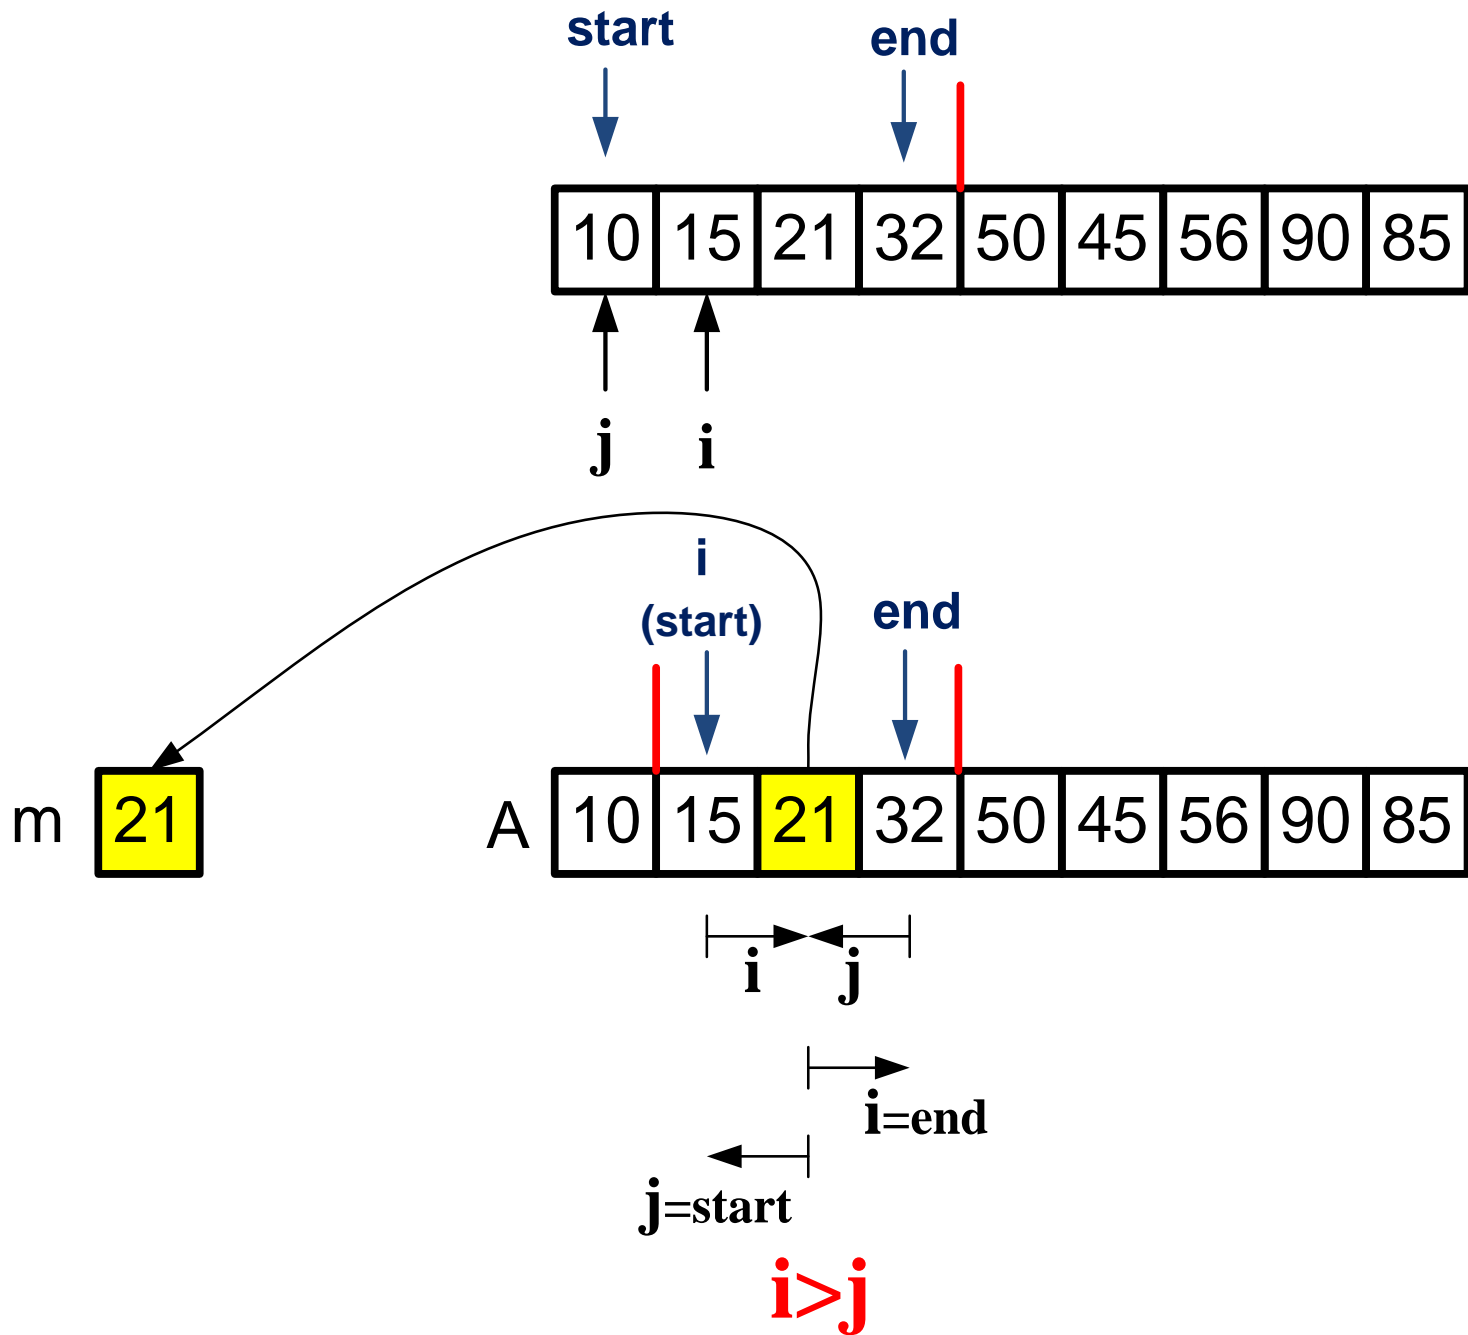 start end
10 15 21 32 50 45 56 90 85
j i
i
(start) end
m 21 A 10 15 21 32 50 45 56 90 85
i j
i=end
j=start
i>j